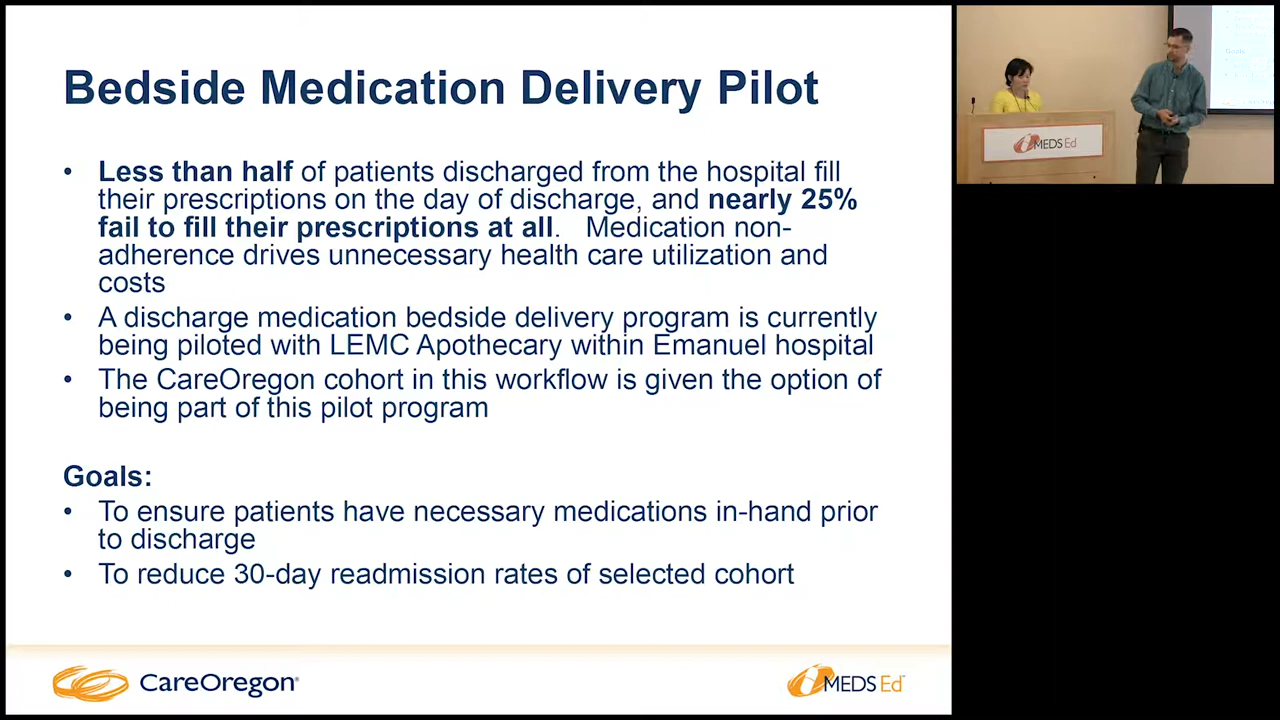 Bedside Medication Delivery Pilot
• Less than half of patients discharged from the hospital fill
their prescriptions on the day of discharge, and nearly 25%
fail to fill their prescriptions at all. Medication non-
adherence drives unnecessary health care utilization and
costs
• A discharge medication bedside delivery program is currently
being piloted with LEMC Apothecary within Emanuel hospital
• The CareOregon cohort in this workflow is given the option of
being part of this pilot program
Goals:
• To ensure patients have necessary medications in-hand prior
to discharge
• To reduce 30-day readmission rates of selected cohort
CareOregon®
MEDS Ed
MEDS Ed